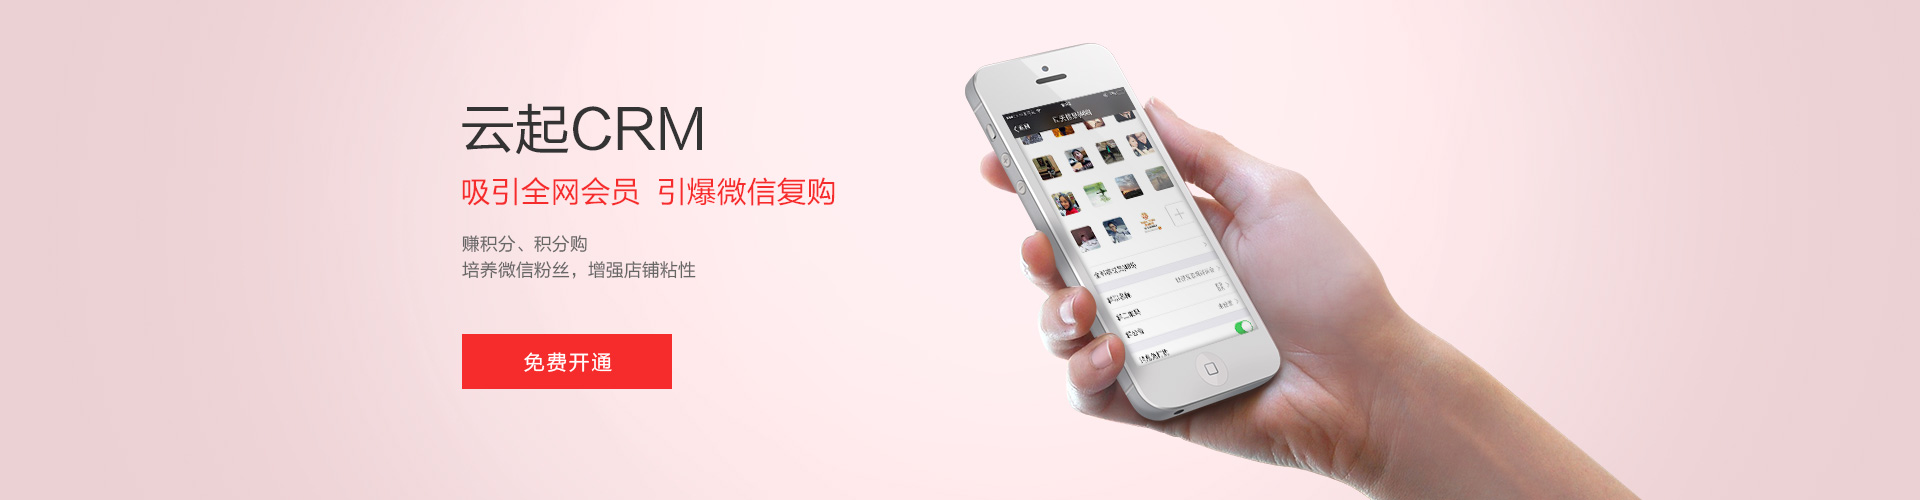 云起CRM
吸引全网会员 引爆微信复购
赚积分、积分购
培养微信粉丝，增强店铺粘性
免费开通